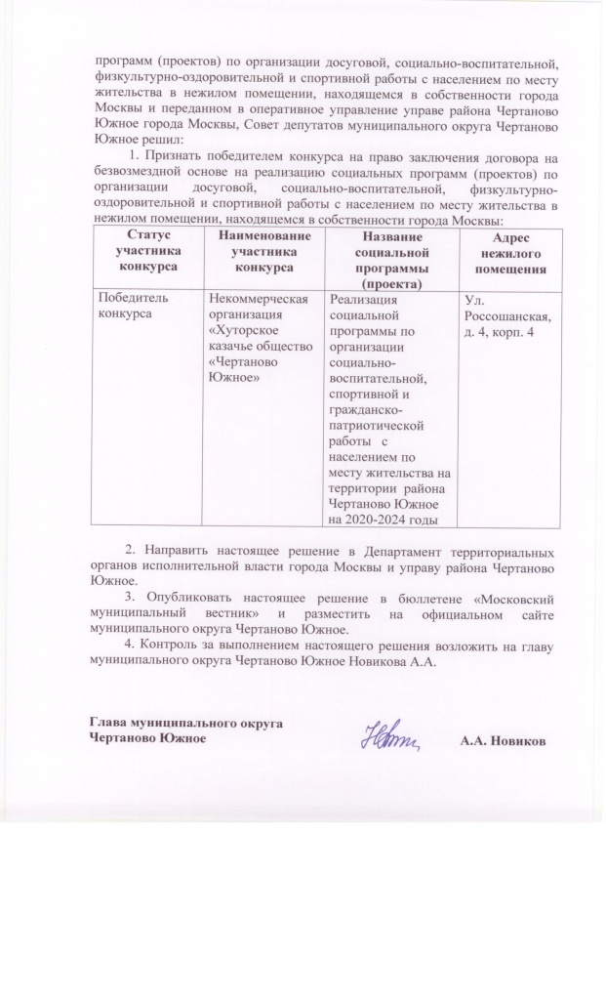 программ (проектов) по организации досуговой, социально-воспитательной,
физкультурно-оздоровительной и спортивной работы с населением по месту
жительства в нежилом помещении, находящемся в собственности города
Москвы и переданном в оперативное управление управе района Чертаново
Южное города Москвы, Совет депутатов муниципального округа Чертаново
Южное решил:
1. Признать победителем конкурса на право заключения договора на
безвозмездной основе на реализацию социальных программ (проектов) по
организации досуговой, социально-воспитательной, физкультурно-
оздоровительной и спортивной работы с населением по месту жительства в
нежилом помещении, находящемся в собственности города Москвы:
Статус
участника
конкурса
Наименование
участника
конкурса
Название
социальной
программы
(проекта)
Адрес
нежилого
помещения
Победитель
конкурса
Некоммерческая
организация
«Хуторское
казачье общество
«Чертаново
Южное»
Реализация
социальной
программы по
организации
социально-
воспитательной,
спортивной и
гражданско-
патриотической
работы с
населением по
месту жительства на
территории района
Чертаново Южное
на 2020-2024 годы
Ул.
Россошанская,
д. 4, корп. 4
2. Направить настоящее решение в Департамент территориальных
органов исполнительной власти города Москвы и управу района Чертаново
Южное.
3. Опубликовать настоящее решение в бюллетене «Московский
муниципальный вестник» и разместить на официальном сайте
муниципального округа Чертаново Южное.
4. Контроль за выполнением настоящего решения возложить на главу
муниципального округа Чертаново Южное Новикова А.А.
Глава муниципального округа
Чертаново Южное
А.А. Новиков